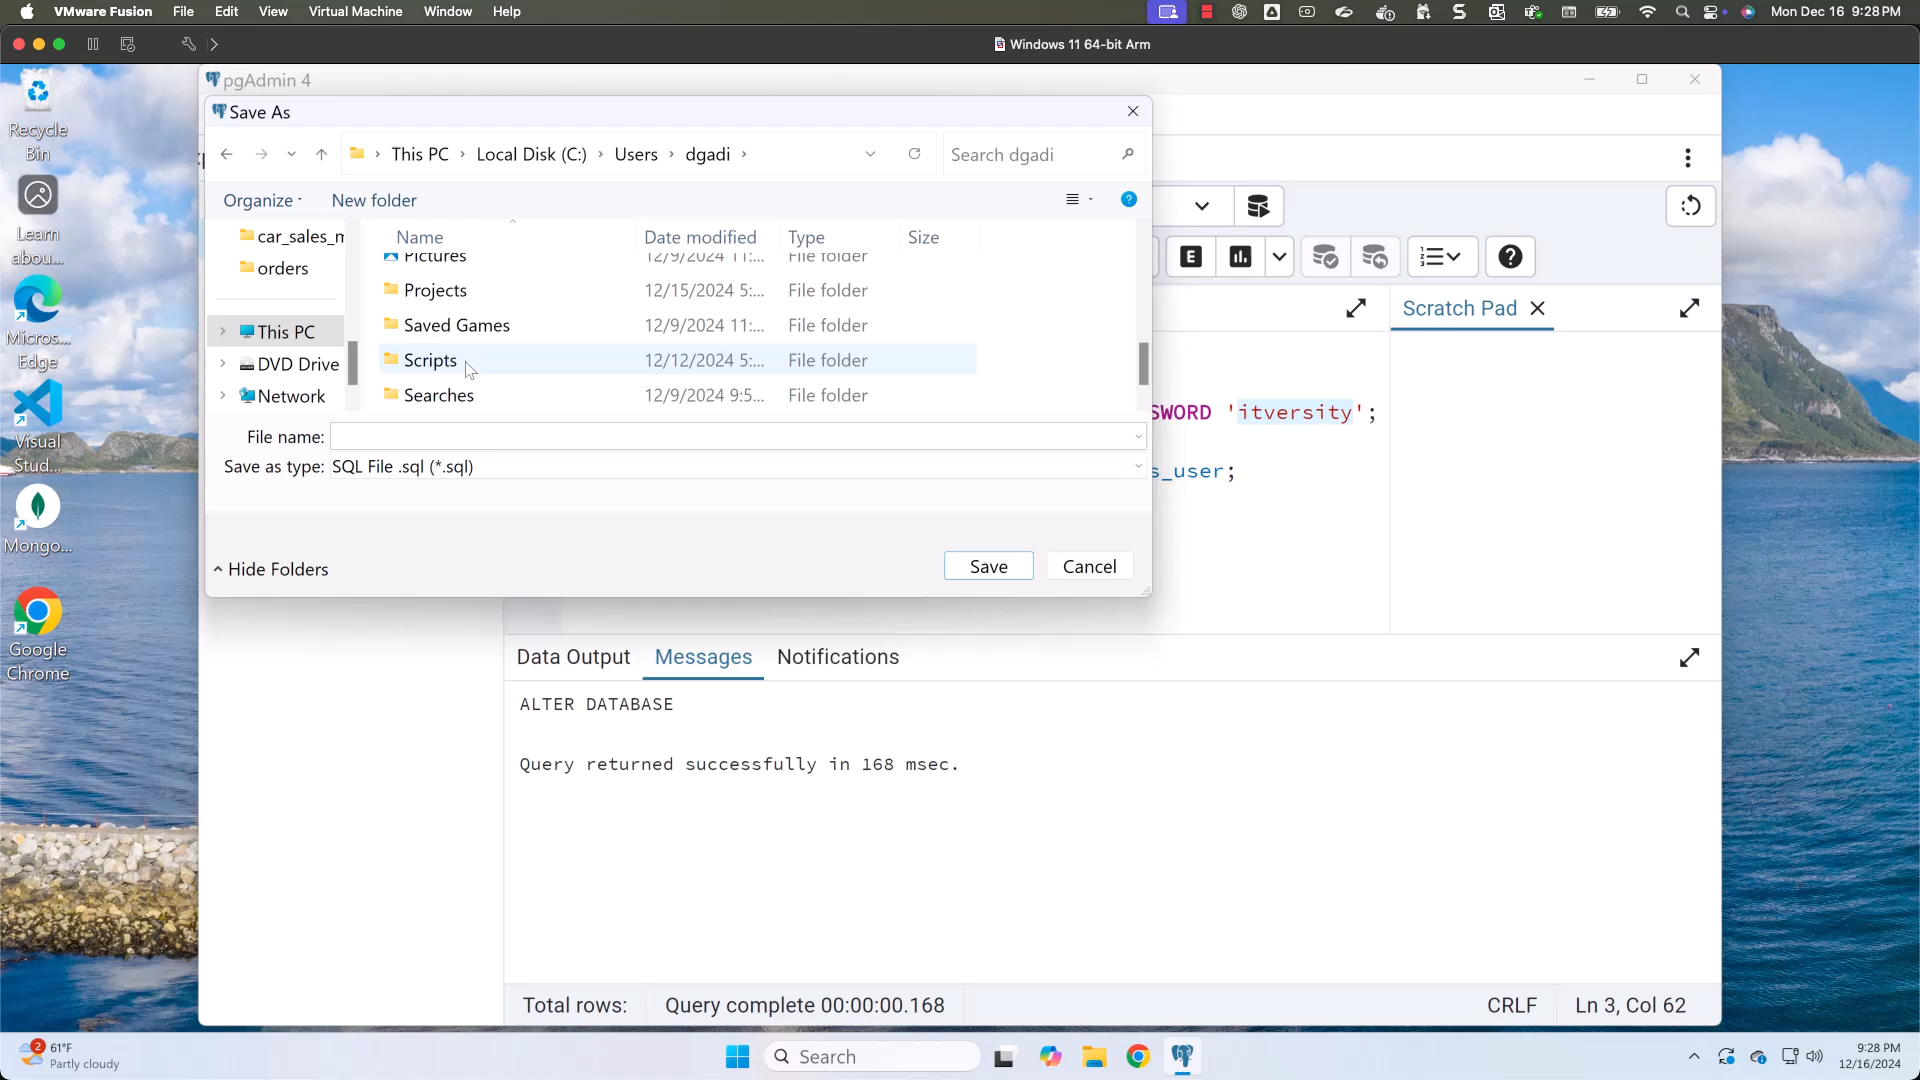 VMware Fusion File Edit View Virtual Machine Window Help Mon Dec 16 9:28 PM
Windows 11 64-bit Arm
Recycle
Bin
Learn
abou...
Micros...
Edge
Visual
Stud...
Mongo...
Google
Chrome
pgAdmin 4
Save As
This PC Local Disk (C:) Users dgadi Search dgadi
Organize New folder
car_sales_m
orders
This PC
DVD Drive
Network
Name Date modified Type Size
Pictures 12/9/2024 11:... File folder
Projects 12/15/2024 5:... File folder
Saved Games 12/9/2024 11:... File folder
Scripts 12/12/2024 5:... File folder
Searches 12/9/2024 9:5... File folder
File name:
Save as type: SQL File .sql (*.sql)
Hide Folders Save Cancel
Scratch Pad
SWORD 'itversity';
s_user;
Data Output Messages Notifications
ALTER DATABASE
Query returned successfully in 168 msec.
Total rows: Query complete 00:00:00.168 CRLF Ln 3, Col 62
2
61°F
Partly cloudy
Search
9:28 PM
12/16/2024